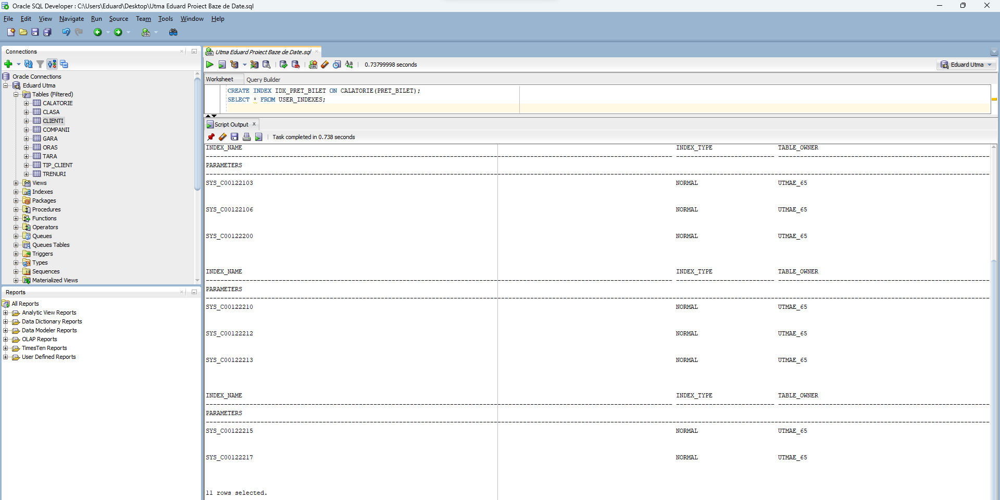 Oracle SQL Developer : C:\Users\Eduard\Desktop\Utma Eduard Proiect Baze de Date.sql
File Edit View Navigate Run Source Team Tools Window Help
Connections
Oracle Connections
Eduard Utma
Tables (Filtered)
CALATORIE
CLASA
CLIENTI
COMPANII
GARA
ORAS
TARA
TIP_CLIENT
TRENURI
Views
Indexes
Packages
Procedures
Functions
Operators
Queues
Queues Tables
Triggers
Types
Sequences
Materialized Views
Reports
All Reports
Analytic View Reports
Data Dictionary Reports
Data Modeler Reports
OLAP Reports
TimesTen Reports
User Defined Reports
Utma Eduard Proiect Baze de Date.sql
0.73799998 seconds
Eduard Utma
Worksheet Query Builder
CREATE INDEX IDX_PRET_BILET ON CALATORIE(PRET_BILET);
SELECT * FROM USER_INDEXES;
Script Output
Task completed in 0.738 seconds
INDEX_NAME INDEX_TYPE TABLE_OWNER
PARAMETERS
SYS_C00122103 NORMAL UTMAE_65
SYS_C00122106 NORMAL UTMAE_65
SYS_C00122200 NORMAL UTMAE_65
INDEX_NAME INDEX_TYPE TABLE_OWNER
PARAMETERS
SYS_C00122210 NORMAL UTMAE_65
SYS_C00122212 NORMAL UTMAE_65
SYS_C00122213 NORMAL UTMAE_65
INDEX_NAME INDEX_TYPE TABLE_OWNER
PARAMETERS
SYS_C00122215 NORMAL UTMAE_65
SYS_C00122217 NORMAL UTMAE_65
11 rows selected.